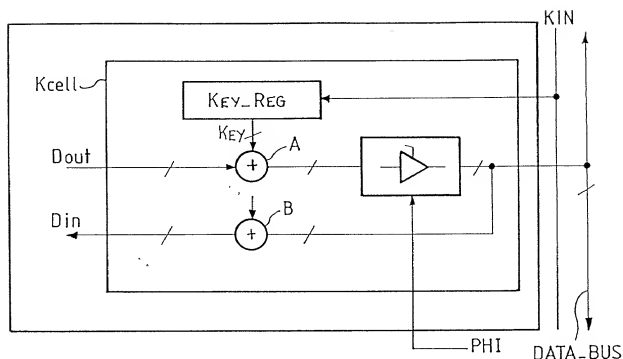 KIN
Kcell
KEY_REG
KEY
A
Dout
+
Din
B
+
PHI
DATA_BUS